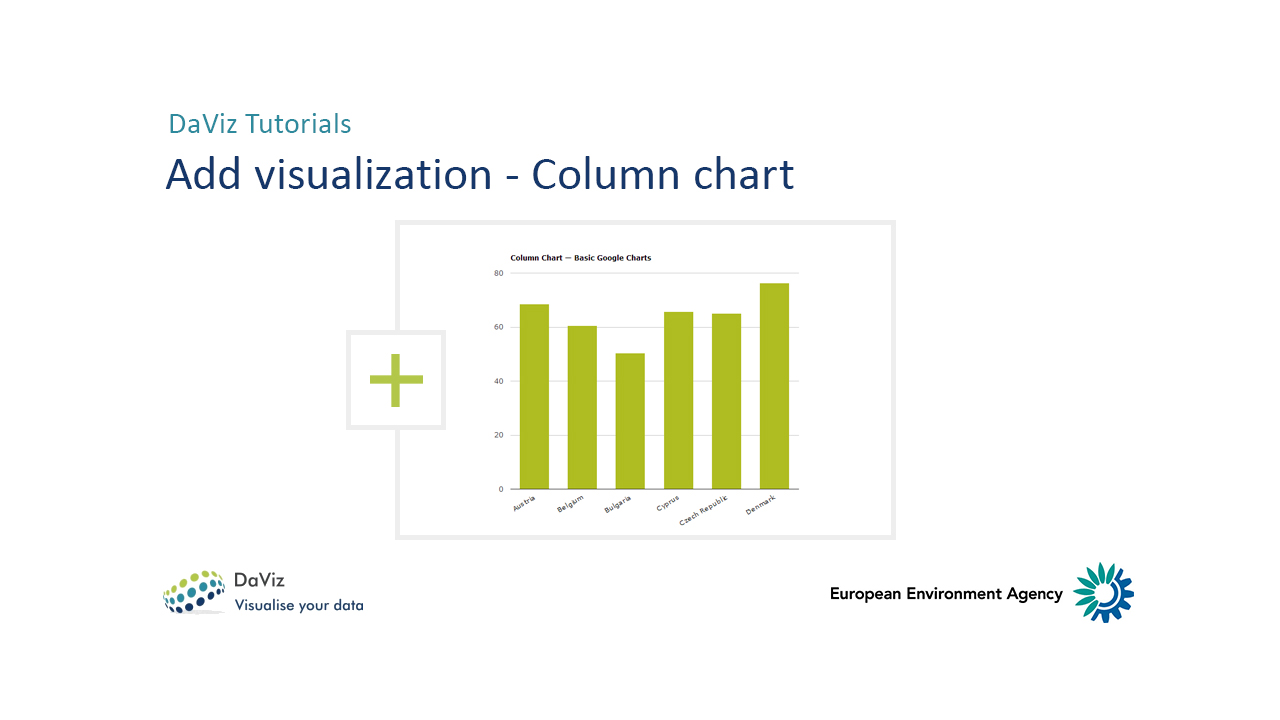 DaViz Tutorials
Add visualization - Column chart
Column Chart — Basic Google Charts
80
60
40
20
0
Austria
Belgium
Bulgaria
Cyprus
Czech Republic
Denmark
DaViz
Visualise your data
European Environment Agency